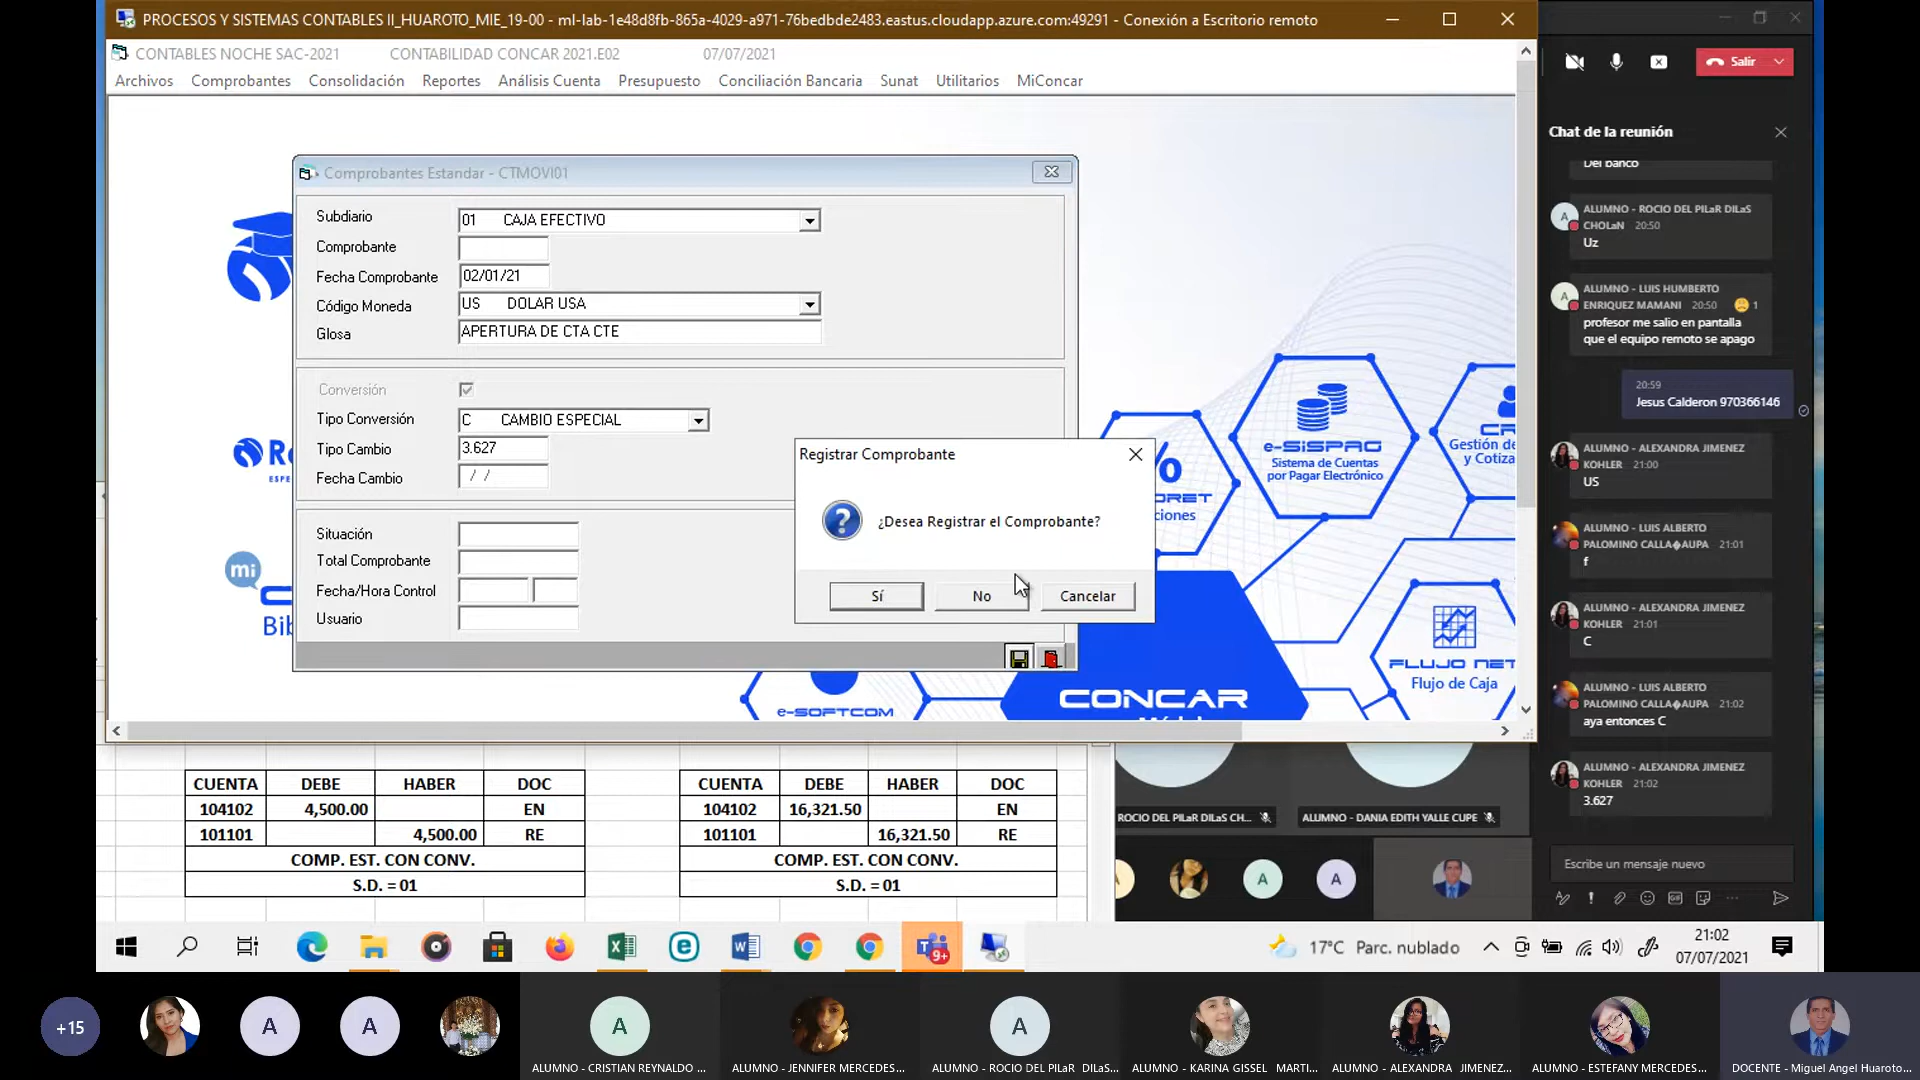 PROCESOS Y SISTEMAS CONTABLES II_HUAROTO_MIE_19-00 - ml-lab-1e48d8fb-865a-4029-a971-76bedbde2483.eastus.cloudapp.azure.com:49291 - Conexión a Escritorio remoto
CONTABLES NOCHE SAC-2021 CONTABILIDAD CONCAR 2021.E02 07/07/2021
Archivos Comprobantes Consolidación Reportes Análisis Cuenta Presupuesto Conciliación Bancaria Sunat Utilitarios MiConcar
Comprobantes Estandar - CTMOVI01
Subdiario 01 CAJA EFECTIVO
Comprobante
Fecha Comprobante 02/01/21
Código Moneda US DOLAR USA
Glosa APERTURA DE CTA CTE
Conversión
Tipo Conversión C CAMBIO ESPECIAL
Tipo Cambio 3.627
Fecha Cambio / /
Situación
Total Comprobante
Fecha/Hora Control
Usuario
Registrar Comprobante
¿Desea Registrar el Comprobante?
Sí No Cancelar
mi
e-SISPAG
Sistema de Cuentas
por Pagar Electrónico
Gestión de
y Cotiza
%
ciones
FLUJO NET
Flujo de Caja
CONCAR
e-SOFTCOM
CUENTA DEBE HABER DOC
104102 4,500.00 EN
101101 4,500.00 RE
COMP. EST. CON CONV.
S.D. = 01
CUENTA DEBE HABER DOC
104102 16,321.50 EN
101101 16,321.50 RE
COMP. EST. CON CONV.
S.D. = 01
Salir
Chat de la reunión
Del banco
A
ALUMNO - ROCIO DEL PILaR DILaS
CHOLaN 20:50
Uz
A
ALUMNO - LUIS HUMBERTO
ENRIQUEZ MAMANI 20:50 1
profesor me salio en pantalla
que el equipo remoto se apago
20:59
Jesus Calderon 970366146
ALUMNO - ALEXANDRA JIMENEZ
KOHLER 21:00
US
ALUMNO - LUIS ALBERTO
PALOMINO CALLA�AUPA 21:01
f
ALUMNO - ALEXANDRA JIMENEZ
KOHLER 21:01
C
ALUMNO - LUIS ALBERTO
PALOMINO CALLA�AUPA 21:02
aya entonces C
ALUMNO - ALEXANDRA JIMENEZ
KOHLER 21:02
3.627
Escribe un mensaje nuevo
ROCIO DEL PILaR DILaS CH... ALUMNO - DANIA EDITH YALLE CUPE
A A
9+
17°C Parc. nublado
21:02
07/07/2021
+15 A A A A
ALUMNO - CRISTIAN REYNALDO ... ALUMNO - JENNIFER MERCEDES... ALUMNO - ROCIO DEL PILaR DILaS... ALUMNO - KARINA GISSEL MARTI... ALUMNO - ALEXANDRA JIMENEZ... ALUMNO - ESTEFANY MERCEDES... DOCENTE - Miguel Angel Huaroto...